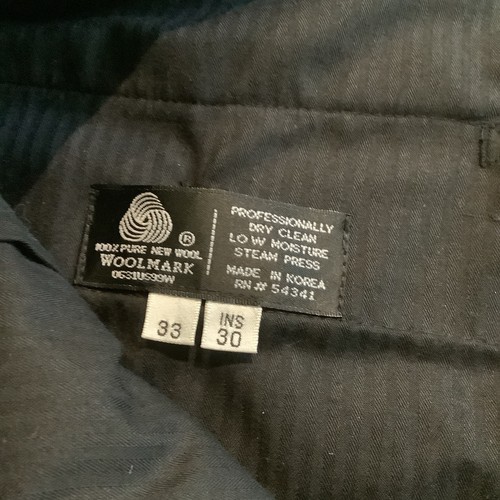 ®
100% PURE NEW WOOL
WOOLMARK
PROFESSIONALLY
DRY CLEAN
LOW MOISTURE
STEAM PRESS
MADE IN KOREA
RN# 54341
33
INS
30